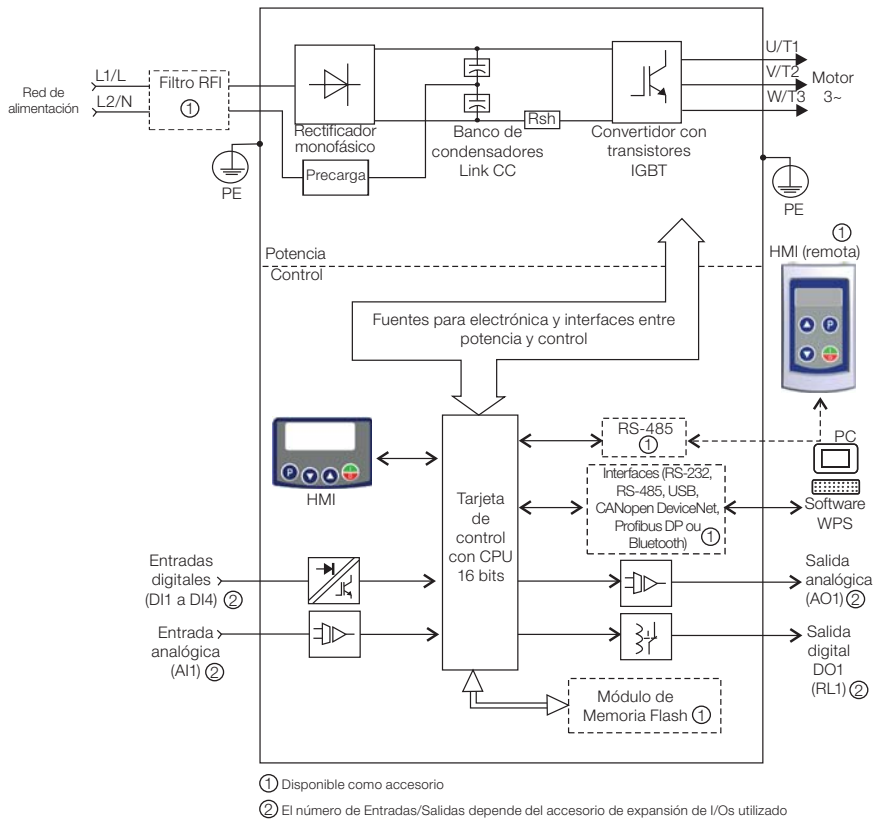 Red de
alimentación
L1/L
L2/N
Filtro RFI
①
PE
Rectificador
monofásico
Precarga
Banco de
condensadores
Link CC
Rsh
Convertidor con
transistores
IGBT
U/T1
V/T2
W/T3
Motor
3~
PE
Potencia
Control
Fuentes para electrónica y interfaces entre
potencia y control
①
HMI (remota)
P
P
HMI
Tarjeta
de
control
con CPU
16 bits
RS-485
①
Interfaces (RS-232,
RS-485, USB,
CANopen DeviceNet,
Profibus DP ou
Bluetooth) ①
PC
Software
WPS
Entradas
digitales
(DI1 a DI4) ②
Entrada
analógica
(AI1) ②
Salida
analógica
(AO1) ②
Salida
digital
DO1
(RL1) ②
Módulo de
Memoria Flash ①
① Disponible como accesorio
② El número de Entradas/Salidas depende del accesorio de expansión de I/Os utilizado